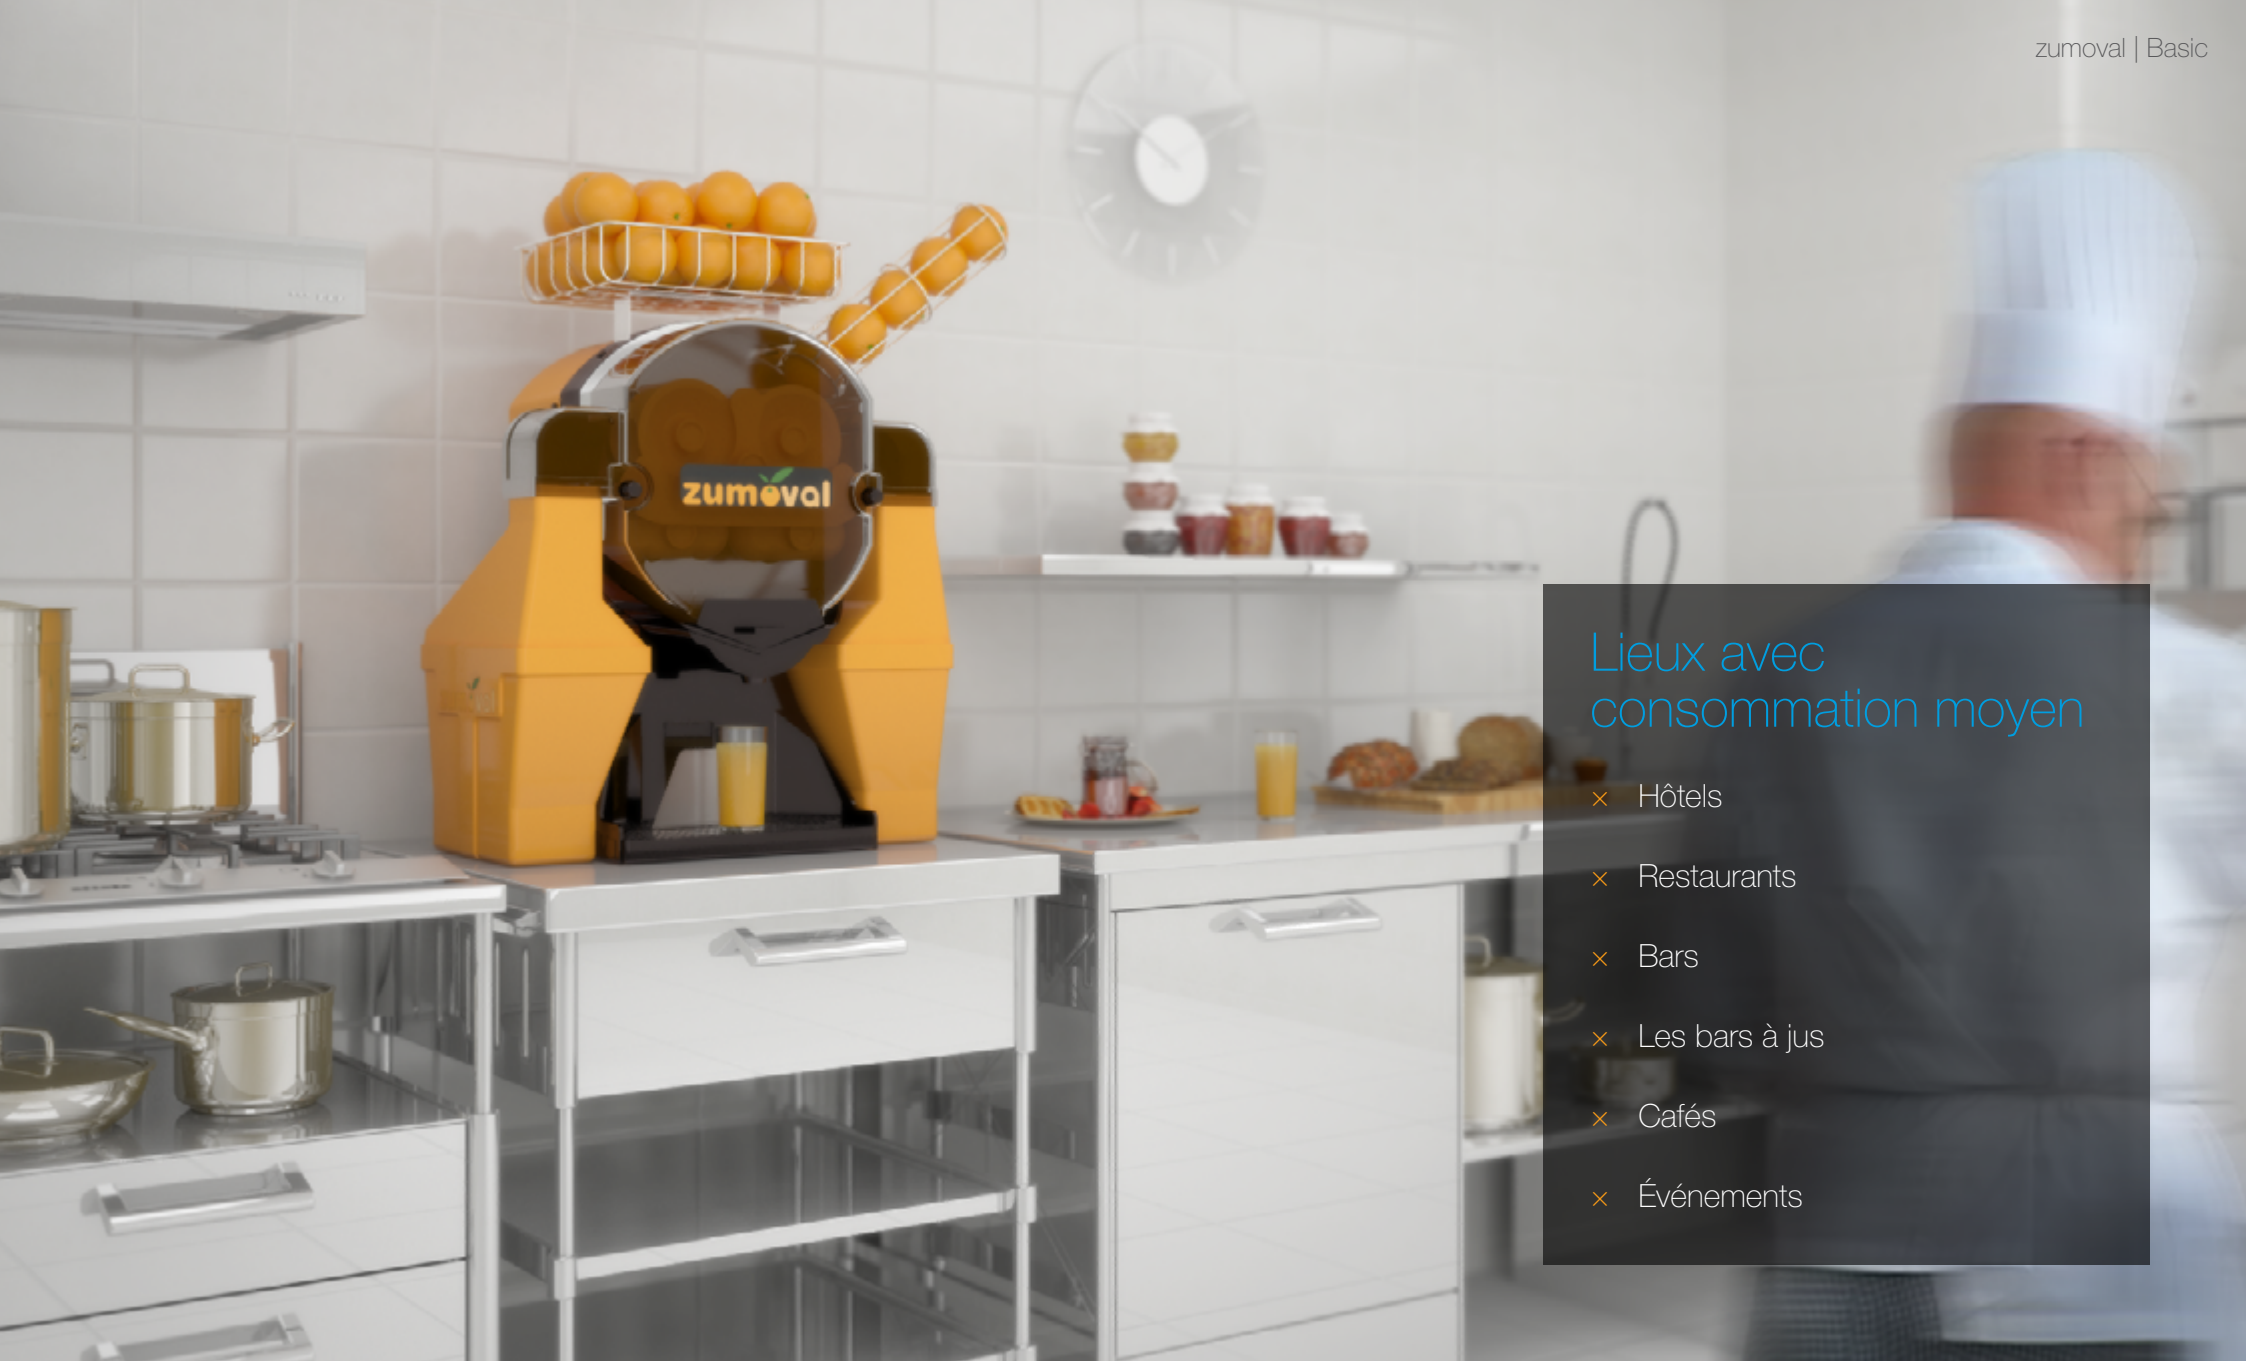 zumoval | Basic
zumoval
Lieux avec
consommation moyen
× Hôtels
× Restaurants
× Bars
× Les bars à jus
× Cafés
× Événements